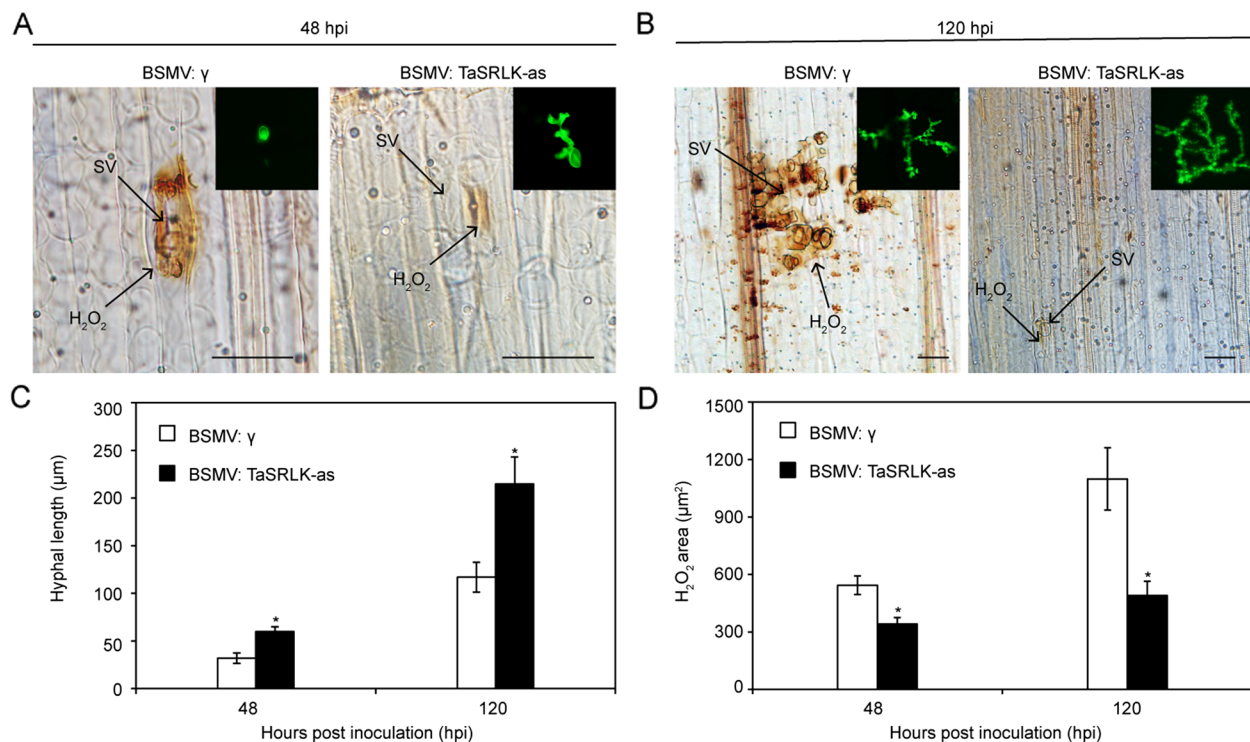 A
48 hpi
BSMV: γ
BSMV: TaSRLK-as
SV
H₂O₂
SV
H₂O₂
B
120 hpi
BSMV: γ
BSMV: TaSRLK-as
SV
H₂O₂
SV
H₂O₂
C
300
250
200
150
100
50
0
Hyphal length (µm)
BSMV: γ
BSMV: TaSRLK-as
*
*
48
120
Hours post inoculation (hpi)
D
1500
1200
900
600
300
0
H₂O₂ area (µm²)
BSMV: γ
BSMV: TaSRLK-as
*
*
48
120
Hours post inoculation (hpi)